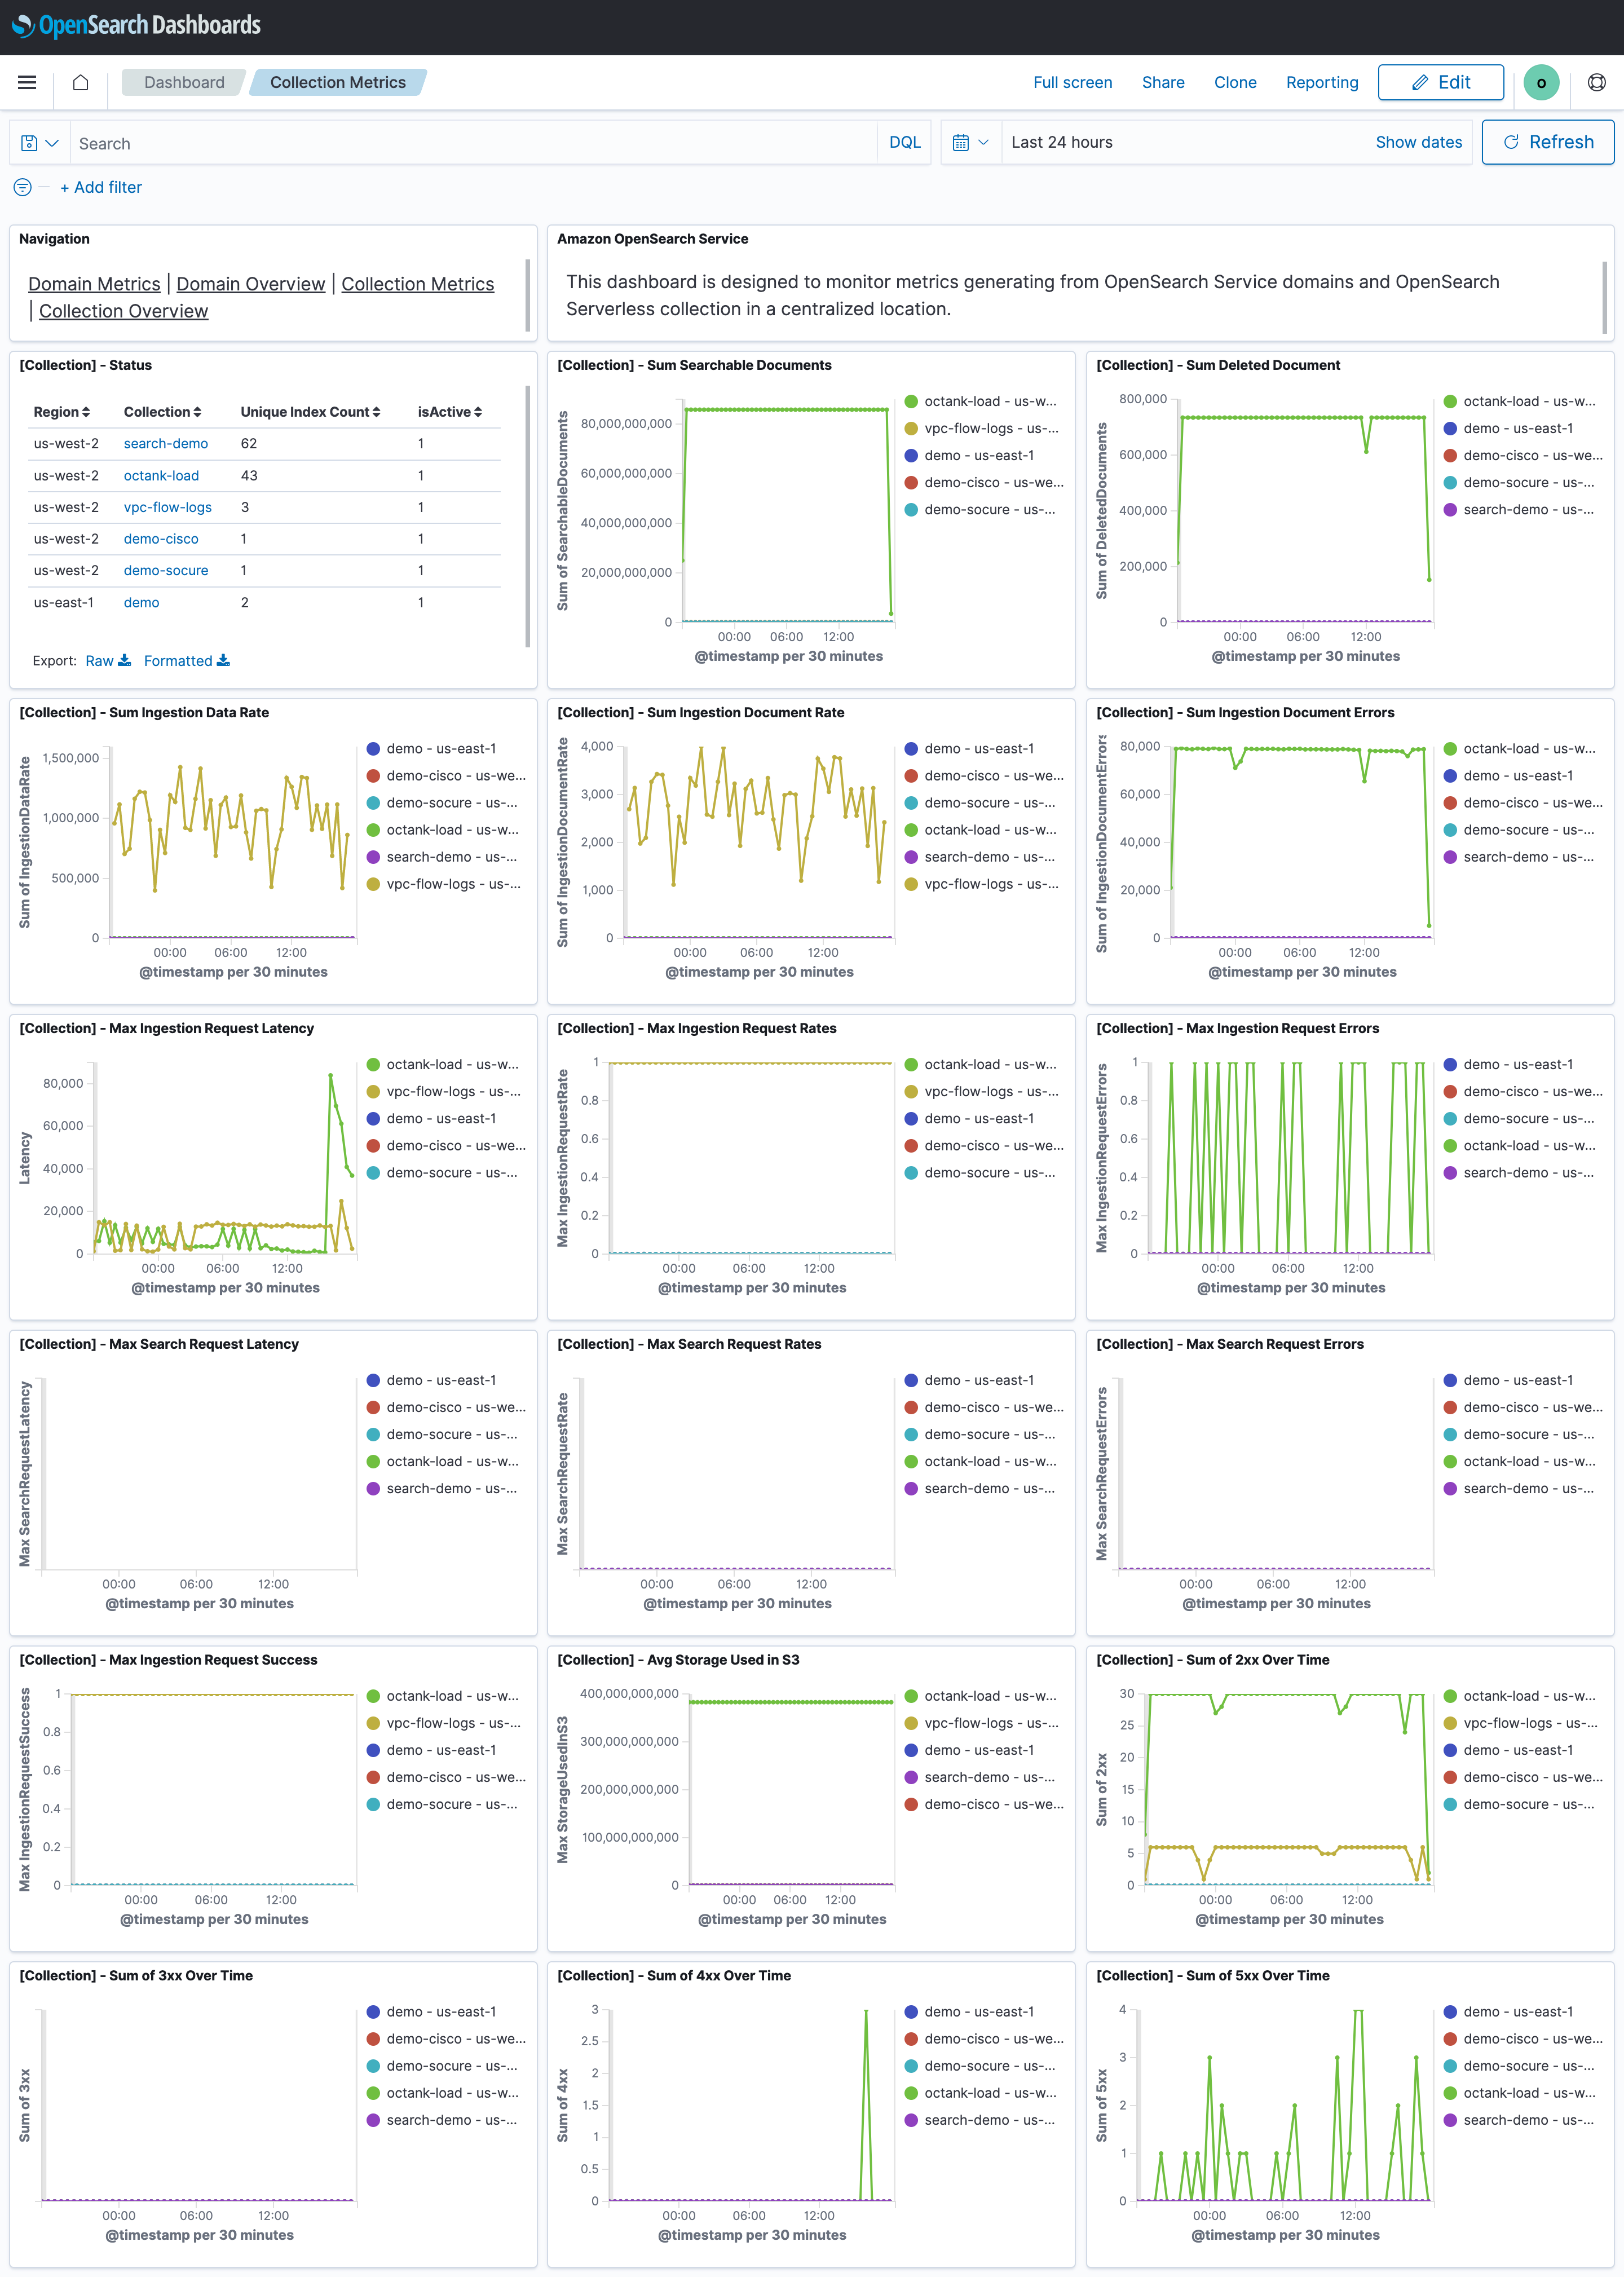 OpenSearch Dashboards
Dashboard
Collection Metrics
Full screen
Share
Clone
Reporting
Edit
o
Search
DQL
Last 24 hours
Show dates
Refresh
+ Add filter
Navigation
Domain Metrics | Domain Overview | Collection Metrics
| Collection Overview
Amazon OpenSearch Service
This dashboard is designed to monitor metrics generating from OpenSearch Service domains and OpenSearch
Serverless collection in a centralized location.
[Collection] - Status
Region Collection Unique Index Count isActive
us-west-2 search-demo 62 1
us-west-2 octank-load 43 1
us-west-2 vpc-flow-logs 3 1
us-west-2 demo-cisco 1 1
us-west-2 demo-socure 1 1
us-east-1 demo 2 1
Export: Raw Formatted
[Collection] - Sum Searchable Documents
Sum of SearchableDocuments
80,000,000,000
60,000,000,000
40,000,000,000
20,000,000,000
0
00:00 06:00 12:00
@timestamp per 30 minutes
octank-load - us-w...
vpc-flow-logs - us-...
demo - us-east-1
demo-cisco - us-we...
demo-socure - us-...
[Collection] - Sum Deleted Document
Sum of DeletedDocuments
800,000
600,000
400,000
200,000
0
00:00 06:00 12:00
@timestamp per 30 minutes
octank-load - us-w...
demo - us-east-1
demo-cisco - us-we...
demo-socure - us-...
search-demo - us-...
[Collection] - Sum Ingestion Data Rate
Sum of IngestionDataRate
1,500,000
1,000,000
500,000
0
00:00 06:00 12:00
@timestamp per 30 minutes
demo - us-east-1
demo-cisco - us-we...
demo-socure - us-...
octank-load - us-w...
search-demo - us-...
vpc-flow-logs - us-...
[Collection] - Sum Ingestion Document Rate
Sum of IngestionDocumentRate
4,000
3,000
2,000
1,000
0
00:00 06:00 12:00
@timestamp per 30 minutes
demo - us-east-1
demo-cisco - us-we...
demo-socure - us-...
octank-load - us-w...
search-demo - us-...
vpc-flow-logs - us-...
[Collection] - Sum Ingestion Document Errors
Sum of IngestionDocumentErrors
80,000
60,000
40,000
20,000
0
00:00 06:00 12:00
@timestamp per 30 minutes
octank-load - us-w...
demo - us-east-1
demo-cisco - us-we...
demo-socure - us-...
search-demo - us-...
[Collection] - Max Ingestion Request Latency
Latency
80,000
60,000
40,000
20,000
0
00:00 06:00 12:00
@timestamp per 30 minutes
octank-load - us-w...
vpc-flow-logs - us-...
demo - us-east-1
demo-cisco - us-we...
demo-socure - us-...
[Collection] - Max Ingestion Request Rates
Max IngestionRequestRate
1
0.8
0.6
0.4
0.2
0
00:00 06:00 12:00
@timestamp per 30 minutes
octank-load - us-w...
vpc-flow-logs - us-...
demo - us-east-1
demo-cisco - us-we...
demo-socure - us-...
[Collection] - Max Ingestion Request Errors
Max IngestionRequestErrors
1
0.8
0.6
0.4
0.2
0
00:00 06:00 12:00
@timestamp per 30 minutes
demo - us-east-1
demo-cisco - us-we...
demo-socure - us-...
octank-load - us-w...
search-demo - us-...
[Collection] - Max Search Request Latency
Max SearchRequestLatency
00:00 06:00 12:00
@timestamp per 30 minutes
demo - us-east-1
demo-cisco - us-we...
demo-socure - us-...
octank-load - us-w...
search-demo - us-...
[Collection] - Max Search Request Rates
Max SearchRequestRate
00:00 06:00 12:00
@timestamp per 30 minutes
demo - us-east-1
demo-cisco - us-we...
demo-socure - us-...
octank-load - us-w...
search-demo - us-...
[Collection] - Max Search Request Errors
Max SearchRequestErrors
00:00 06:00 12:00
@timestamp per 30 minutes
demo - us-east-1
demo-cisco - us-we...
demo-socure - us-...
octank-load - us-w...
search-demo - us-...
[Collection] - Max Ingestion Request Success
Max IngestionRequestSuccess
1
0.8
0.6
0.4
0.2
0
00:00 06:00 12:00
@timestamp per 30 minutes
octank-load - us-w...
vpc-flow-logs - us-...
demo - us-east-1
demo-cisco - us-we...
demo-socure - us-...
[Collection] - Avg Storage Used in S3
Max StorageUsedInS3
400,000,000,000
300,000,000,000
200,000,000,000
100,000,000,000
0
00:00 06:00 12:00
@timestamp per 30 minutes
octank-load - us-w...
vpc-flow-logs - us-...
demo - us-east-1
search-demo - us-...
demo-cisco - us-we...
[Collection] - Sum of 2xx Over Time
Sum of 2xx
30
25
20
15
10
5
0
00:00 06:00 12:00
@timestamp per 30 minutes
octank-load - us-w...
vpc-flow-logs - us-...
demo - us-east-1
demo-cisco - us-we...
demo-socure - us-...
[Collection] - Sum of 3xx Over Time
Sum of 3xx
00:00 06:00 12:00
@timestamp per 30 minutes
demo - us-east-1
demo-cisco - us-we...
demo-socure - us-...
octank-load - us-w...
search-demo - us-...
[Collection] - Sum of 4xx Over Time
Sum of 4xx
3
2.5
2
1.5
1
0.5
0
00:00 06:00 12:00
@timestamp per 30 minutes
demo - us-east-1
demo-cisco - us-we...
demo-socure - us-...
octank-load - us-w...
search-demo - us-...
[Collection] - Sum of 5xx Over Time
Sum of 5xx
4
3
2
1
0
00:00 06:00 12:00
@timestamp per 30 minutes
demo - us-east-1
demo-cisco - us-we...
demo-socure - us-...
octank-load - us-w...
search-demo - us-...